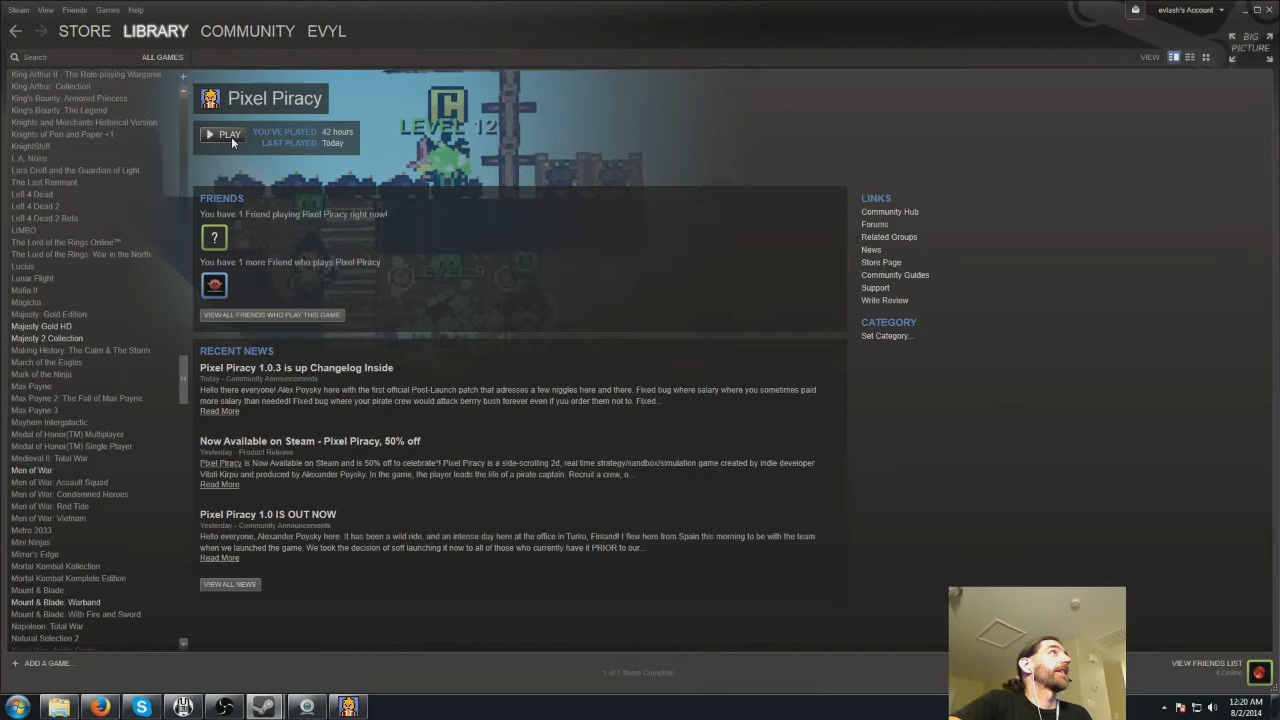 Steam View Friends Games Help
evlash's Account
STORE LIBRARY COMMUNITY EVYL
BIG PICTURE
Search
ALL GAMES
VIEW
King Arthur II - The Role-playing Wargame
King Arthur: Collection
King's Bounty: Armored Princess
King's Bounty: The Legend
Knights and Merchants Historical Version
Knights of Pen and Paper +1
KnightShift
L.A. Noire
Lara Croft and the Guardian of Light
The Last Remnant
Left 4 Dead
Left 4 Dead 2
Left 4 Dead 2 Beta
LIMBO
The Lord of the Rings Online™
The Lord of the Rings: War in the North
Lucius
Lunar Flight
Mafia II
Magicka
Majesty: Gold Edition
Majesty Gold HD
Majesty 2 Collection
Making History: The Calm & The Storm
March of the Eagles
Mark of the Ninja
Max Payne
Max Payne 2: The Fall of Max Payne
Max Payne 3
Mayhem Intergalactic
Medal of Honor(TM) Multiplayer
Medal of Honor(TM) Single Player
Medieval II: Total War
Men of War
Men of War: Assault Squad
Men of War: Condemned Heroes
Men of War: Red Tide
Men of War: Vietnam
Metro 2033
Mini Ninjas
Mirror's Edge
Mortal Kombat Kollection
Mortal Kombat Komplete Edition
Mount & Blade
Mount & Blade: Warband
Mount & Blade: With Fire and Sword
Napoleon: Total War
Natural Selection 2
+ ADD A GAME...
Pixel Piracy
LEVEL 12
PLAY
YOU'VE PLAYED 42 hours
LAST PLAYED Today
FRIENDS
You have 1 Friend playing Pixel Piracy right now!
?
You have 1 more Friend who plays Pixel Piracy
LEVEL 9
VIEW ALL FRIENDS WHO PLAY THIS GAME
RECENT NEWS
Pixel Piracy 1.0.3 is up Changelog Inside
Today - Community Announcements
Hello there everyone! Alex Poysky here with the first official Post-Launch patch that adresses a few niggles here and there. Fixed bug where salary where you sometimes paid
more salary than needed! Fixed bug where your pirate crew would attack berry bush forever even if you order them not to. Fixed...
Read More
Now Available on Steam - Pixel Piracy, 50% off
Yesterday - Product Release
Pixel Piracy is Now Available on Steam and is 50% off to celebrate*! Pixel Piracy is a side-scrolling 2d, real time strategy/sandbox/simulation game created by indie developer
Vitali Kirpu and produced by Alexander Poysky. In the game, the player leads the life of a pirate captain. Recruit a crew, o...
Read More
Pixel Piracy 1.0 IS OUT NOW
Yesterday - Community Announcements
Hello everyone, Alexander Poysky here. It has been a wild ride, and an intense day here at the office in Turku, Finland! I flew here from Spain this morning to be with the team
when we launched the game. We took the decision of soft launching it now to all of those who currently have it PRIOR to our...
Read More
VIEW ALL NEWS
LINKS
Community Hub
Forums
Related Groups
News
Store Page
Community Guides
Support
Write Review
CATEGORY
Set Category...
1 of 1 Items Complete
VIEW FRIENDS LIST
4 Online
12:20 AM
8/2/2014